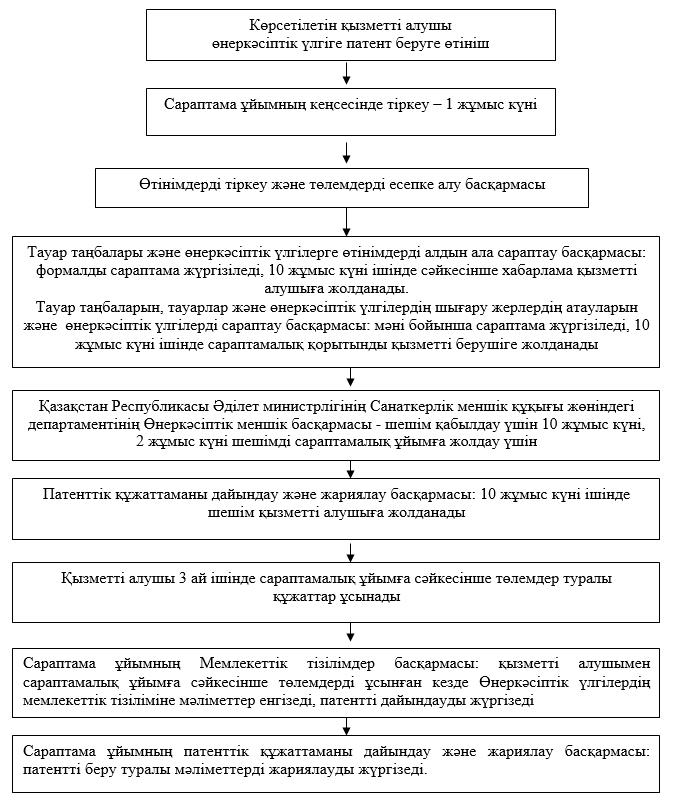 Көрсетілетін қызметті алушы
өнеркәсіптік үлгіге патент беруге өтініш
Сараптама ұйымның кеңсесінде тіркеу – 1 жұмыс күні
Өтінімдерді тіркеу және төлемдерді есепке алу басқармасы
Тауар таңбалары және өнеркәсіптік үлгілерге өтінімдерді алдын ала сараптау басқармасы:
формалды сараптама жүргізіледі, 10 жұмыс күні ішінде сәйкесінше хабарлама қызметті
алушыға жолданады.
Тауар таңбаларын, тауарлар және өнеркәсіптік үлгілердің шығару жерлердің атауларын
және өнеркәсіптік үлгілерді сараптау басқармасы: мәні бойынша сараптама жүргізіледі, 10
жұмыс күні ішінде сараптамалық қорытынды қызметті берушіге жолданады
Қазақстан Республикасы Әділет министрлігінің Санаткерлік меншік құқығы жөніндегі
департаментінің Өнеркәсіптік меншік басқармасы - шешім қабылдау үшін 10 жұмыс күні,
2 жұмыс күні шешімді сараптамалық ұйымға жолдау үшін
Патенттік құжаттаманы дайындау және жариялау басқармасы: 10 жұмыс күні ішінде
шешім қызметті алушыға жолданады
Қызметті алушы 3 ай ішінде сараптамалық ұйымға сәйкесінше төлемдер туралы
құжаттар ұсынады
Сараптама ұйымның Мемлекеттік тізілімдер басқармасы: қызметті алушымен
сараптамалық ұйымға сәйкесінше төлемдерді ұсынған кезде Өнеркәсіптік үлгілердің
мемлекеттік тізіліміне мәліметтер енгізеді, патентті дайындауды жүргізеді
Сараптама ұйымның патенттік құжаттаманы дайындау және жариялау басқармасы:
патентті беру туралы мәліметтерді жариялауды жүргізеді.